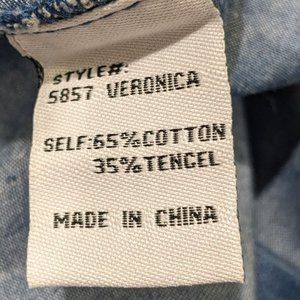 STYLE#:
5857 VERONICA
SELF:65%COTTON
35%TENCEL
MADE IN CHINA